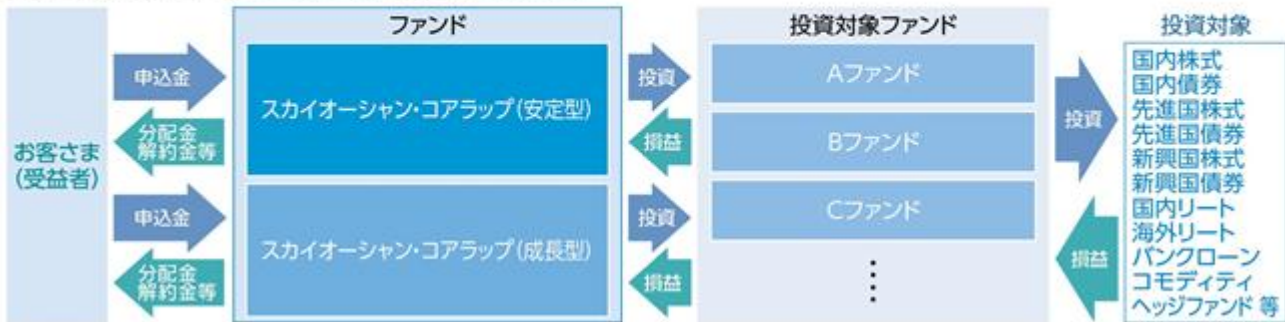 ファンド
投資対象ファンド
投資対象
お客さま
(受益者)
申込金
分配金
解約金等
申込金
分配金
解約金等
スカイオーシャン・コアラップ(安定型)
スカイオーシャン・コアラップ(成長型)
投資
損益
投資
損益
Aファンド
Bファンド
Cファンド
投資
損益
国内株式
国内債券
先進国株式
先進国債券
新興国株式
新興国債券
国内リート
海外リート
バンクローン
コモディティ
ヘッジファンド 等